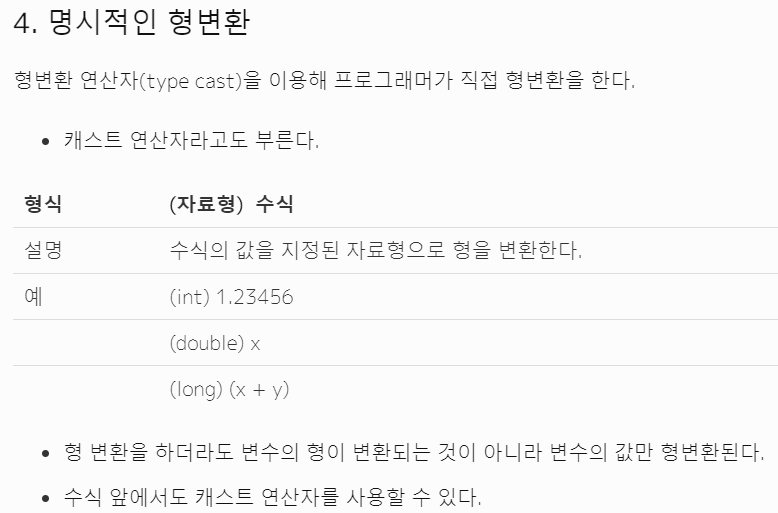 4. 명시적인 형변환
형변환 연산자(type cast)을 이용해 프로그래머가 직접 형변환을 한다.
• 캐스트 연산자라고도 부른다.
형식 (자료형) 수식
설명 수식의 값을 지정된 자료형으로 형을 변환한다.
예 (int) 1.23456
(double) x
(long) (x + y)
• 형 변환을 하더라도 변수의 형이 변환되는 것이 아니라 변수의 값만 형변환된다.
• 수식 앞에서도 캐스트 연산자를 사용할 수 있다.